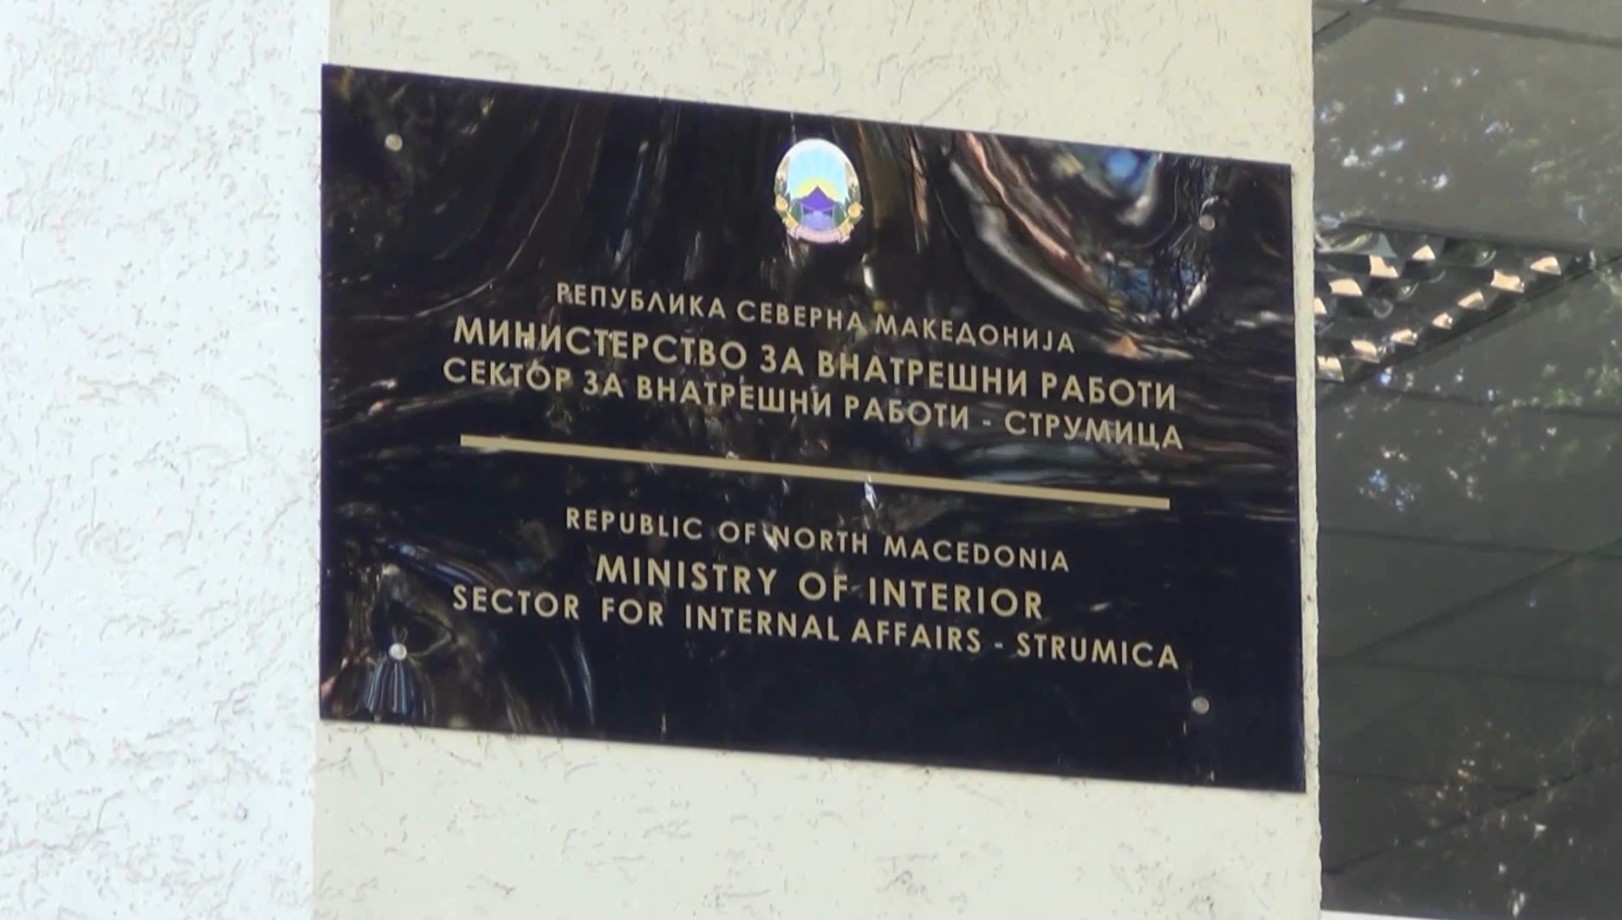 РЕПУБЛИКА СЕВЕРНА МАКЕДОНИЈА
МИНИСТЕРСТВО ЗА ВНАТРЕШНИ РАБОТИ
СЕКТОР ЗА ВНАТРЕШНИ РАБОТИ - СТРУМИЦА
REPUBLIC OF NORTH MACEDONIA
MINISTRY OF INTERIOR
SECTOR FOR INTERNAL AFFAIRS - STRUMICA